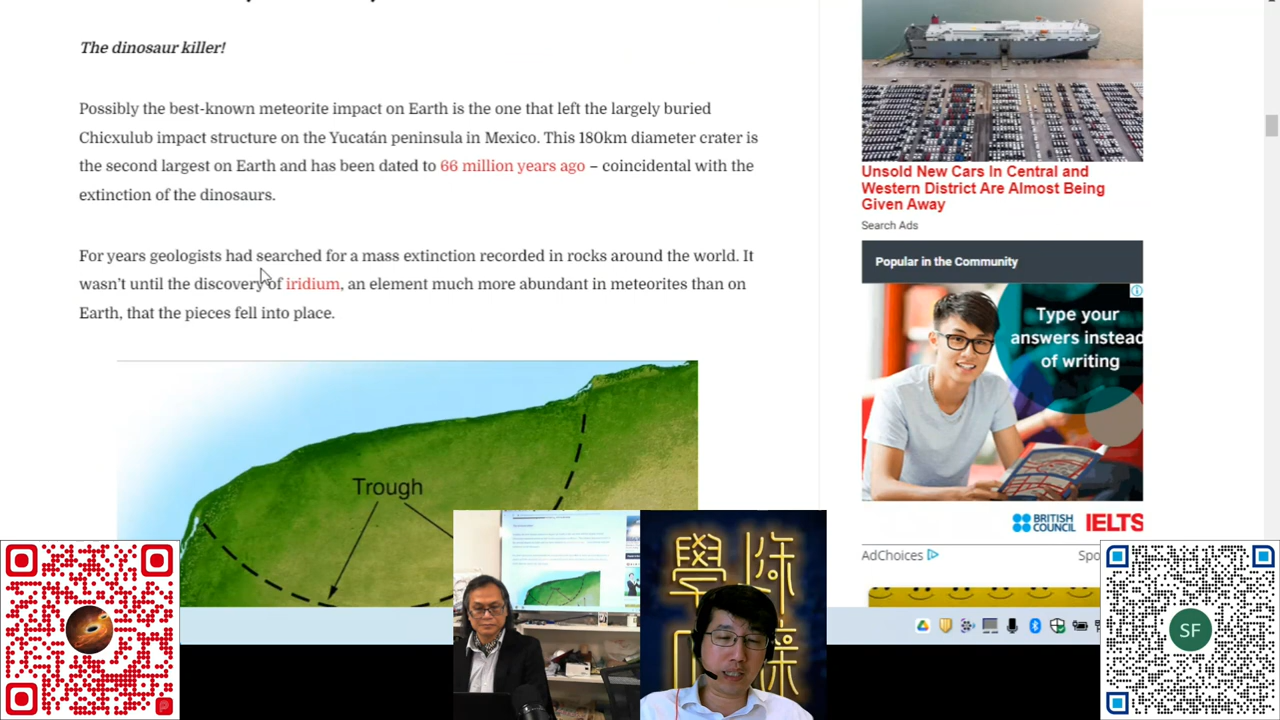 The dinosaur killer!
Possibly the best-known meteorite impact on Earth is the one that left the largely buried
Chicxulub impact structure on the Yucatán peninsula in Mexico. This 180km diameter crater is
the second largest on Earth and has been dated to 66 million years ago – coincidental with the
extinction of the dinosaurs.
For years geologists had searched for a mass extinction recorded in rocks around the world. It
wasn't until the discovery of iridium, an element much more abundant in meteorites than on
Earth, that the pieces fell into place.
Trough
Unsold New Cars In Central and
Western District Are Almost Being
Given Away
Search Ads
Popular in the Community
Type your
answers instead
of writing
BRITISH
COUNCIL
IELTS
AdChoices
Spo
SF
學